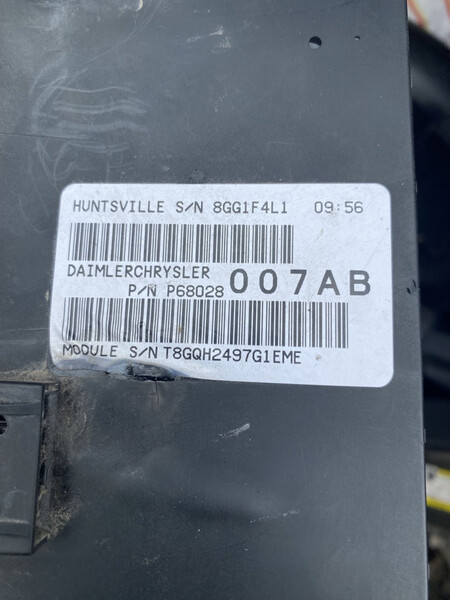 HUNTSVILLE S/N 8GG1F4L1 09:56
DAIMLERCHRYSLER
P/N P68028 007AB
MODULE S/N T8GQH2497G1EME